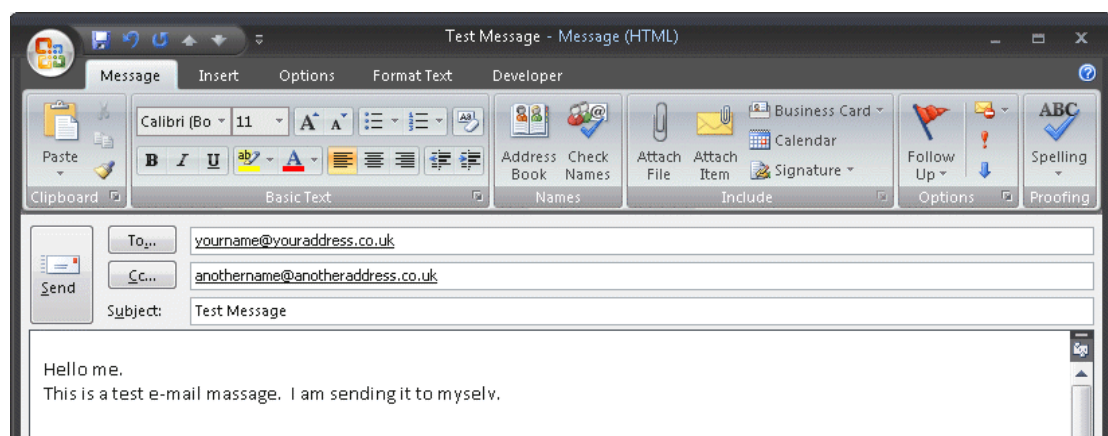 Test Message - Message (HTML)
Message Insert Options Format Text Developer
Calibri (Bo 11 A A AB Business Card ABC
Calendar
Paste B I U ab A Address Check Attach Attach Signature Follow Spelling
Book Names File Item Up
Clipboard Basic Text Names Include Options Proofing
To... yourname@youraddress.co.uk
Send Cc... anothername@anotheraddress.co.uk
Subject: Test Message
Hello me.
This is a test e-mail massage. I am sending it to myselv.